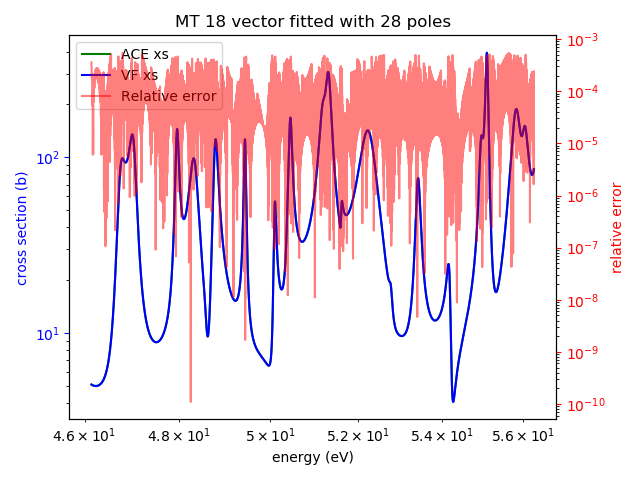 MT 18 vector fitted with 28 poles
ACE xs
VF xs
Relative error
cross section (b)
10²
10¹
relative error
10⁻³
10⁻⁴
10⁻⁵
10⁻⁶
10⁻⁷
10⁻⁸
10⁻⁹
10⁻¹⁰
4.6 × 10¹ 4.8 × 10¹ 5 × 10¹ 5.2 × 10¹ 5.4 × 10¹ 5.6 × 10¹
energy (eV)